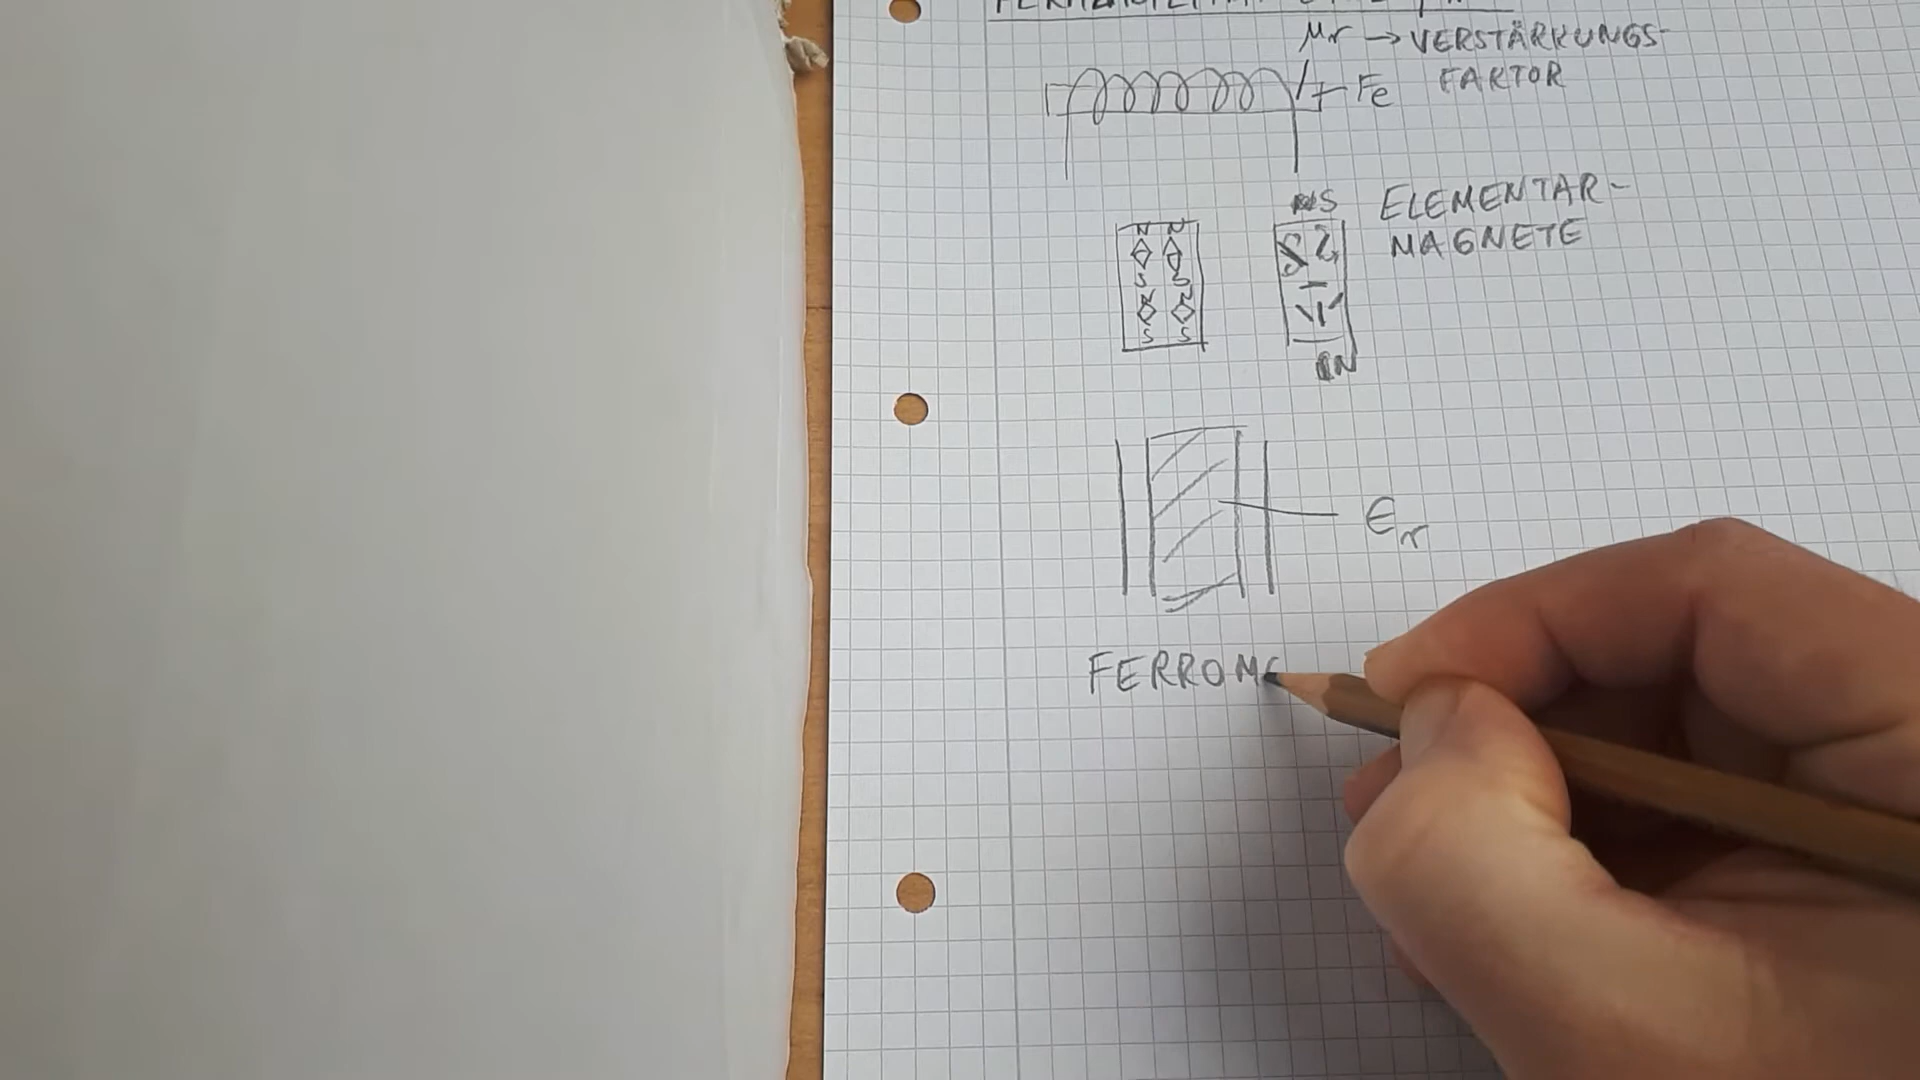 μr → VERSTÄRKUNGS-
FAKTOR
Fe
S
ELEMENTAR-
MAGNETE
N N
S S
N N
S S
N
εr
FERROM